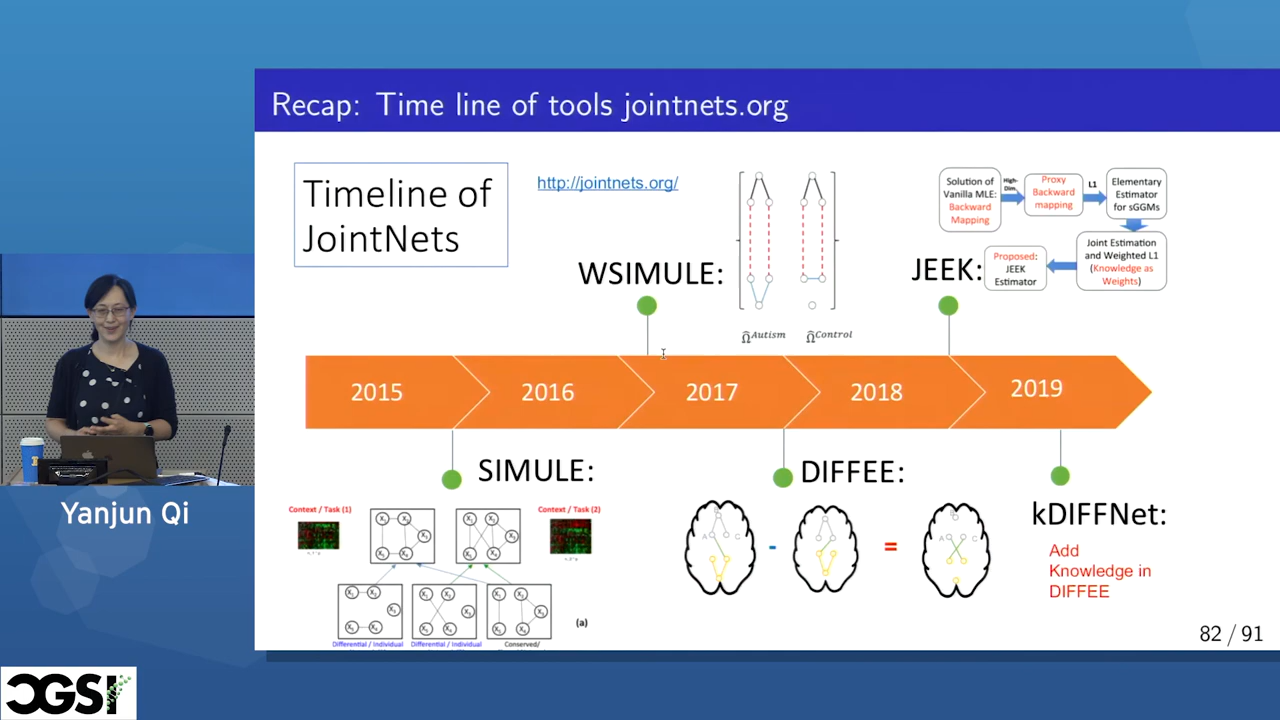 Recap: Time line of tools jointnets.org
Timeline of
JointNets
http://jointnets.org/
WSIMULE:
Ω̂^Autism
Ω̂^Control
JEEK:
Solution of
Vanilla MLE:
Backward
Mapping
High-
Dim.
Proxy
Backward
mapping
L1
Elementary
Estimator
for sGGMs
Joint Estimation
and Weighted L1
(Knowledge as
Weights)
Proposed:
JEEK
Estimator
2015
2016
2017
2018
2019
SIMULE:
Context / Task (1)
Context / Task (2)
(a)
Differential / Individual
Differential / Individual
Conserved/
DIFFEE:
A
C
-
=
A
C
kDIFFNet:
Add
Knowledge in
DIFFEE
82 / 91
Yanjun Qi
CGSI